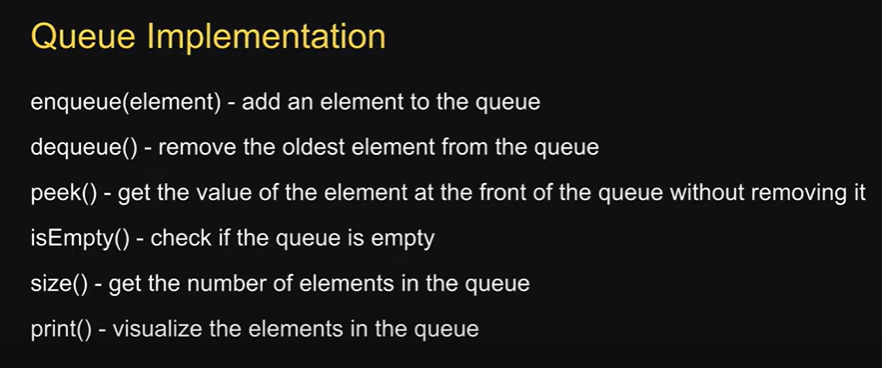 Queue Implementation
enqueue(element) - add an element to the queue
dequeue() - remove the oldest element from the queue
peek() - get the value of the element at the front of the queue without removing it
isEmpty() - check if the queue is empty
size() - get the number of elements in the queue
print() - visualize the elements in the queue